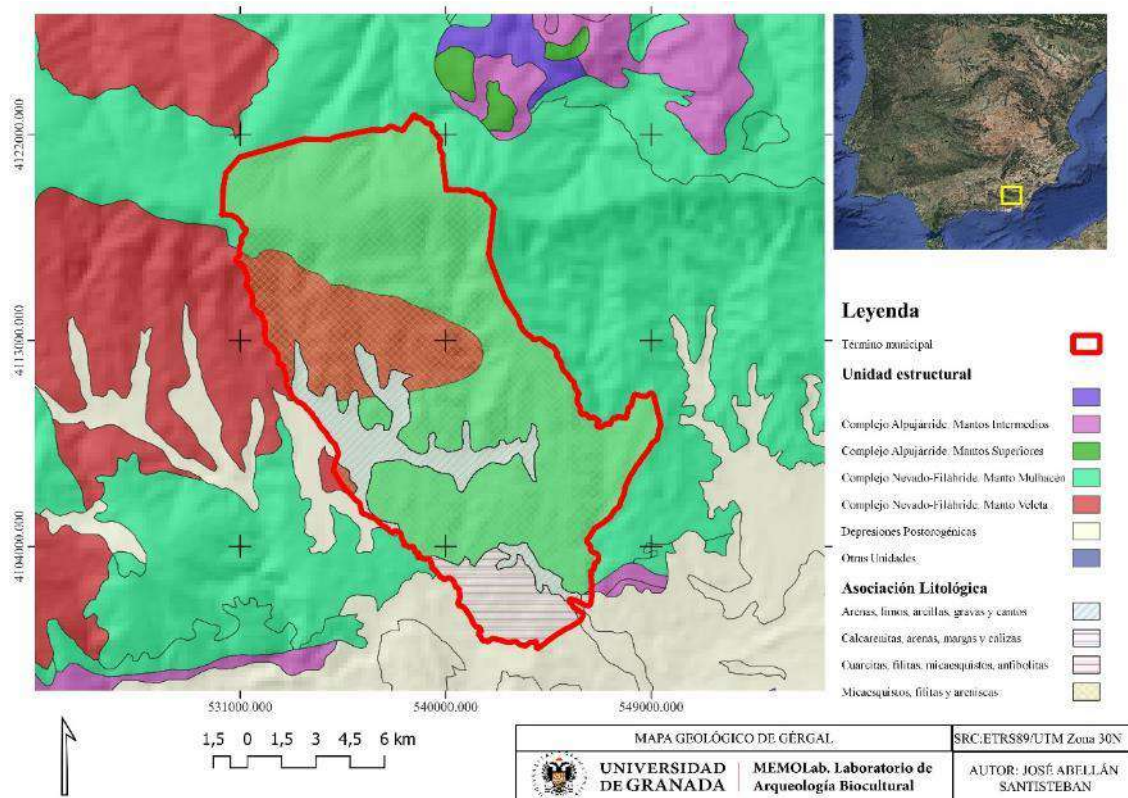 4122000.000
4113000.000
4104000.000
531000.000
540000.000
549000.000
1,5 0 1,5 3 4,5 6 km
Leyenda
Término municipal
Unidad estructural
Complejo Alpujárride. Mantos Intermedios
Complejo Alpujárride. Mantos Superiores
Complejo Nevado-Filábride. Manto Mulhacén
Complejo Nevado-Filábride. Manto Veleta
Depresiones Postorogénicas
Otras Unidades
Asociación Litológica
Arenas, limos, arcillas, gravas y cantos
Calcarenitas, arenas, margas y calizas
Cuarcitas, filitas, micaesquistos, anfibolitas
Micaesquistos, filitas y areniscas
MAPA GEOLÓGICO DE GÉRGAL
SRC:ETRS89/UTM Zona 30N
UNIVERSIDAD
DE GRANADA
MEMOLab. Laboratorio de
Arqueología Biocultural
AUTOR: JOSÉ ABELLÁN
SANTISTEBAN